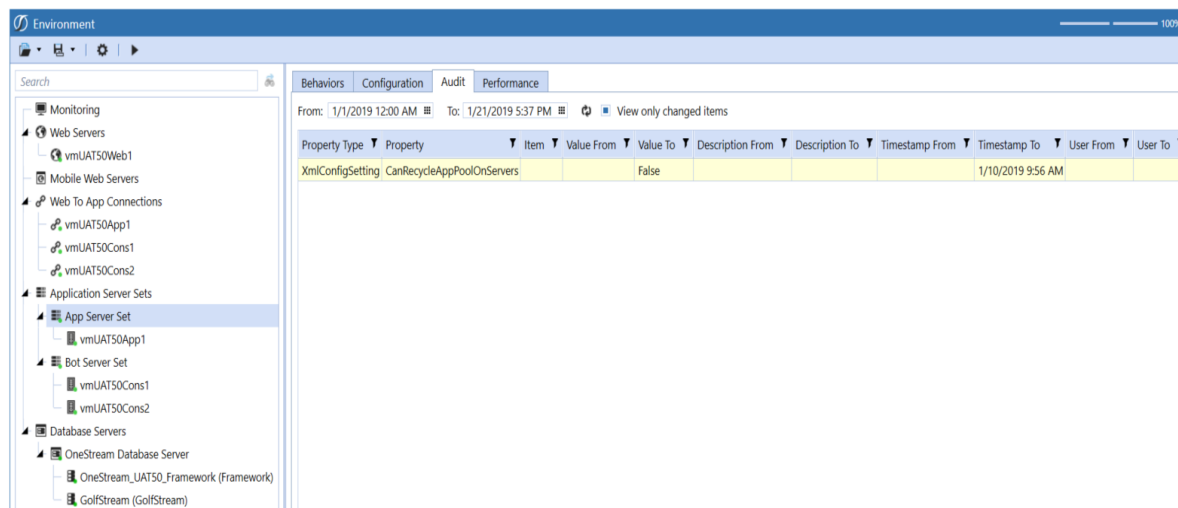 Environment
100%
Search
Monitoring
Web Servers
vmUAT50Web1
Mobile Web Servers
Web To App Connections
vmUAT50App1
vmUAT50Cons1
vmUAT50Cons2
Application Server Sets
App Server Set
vmUAT50App1
Bot Server Set
vmUAT50Cons1
vmUAT50Cons2
Database Servers
OneStream Database Server
OneStream_UAT50_Framework (Framework)
GolfStream (GolfStream)
Behaviors Configuration Audit Performance
From: 1/1/2019 12:00 AM To: 1/21/2019 5:37 PM View only changed items
Property Type Property Item Value From Value To Description From Description To Timestamp From Timestamp To User From User To
XmlConfigSetting CanRecycleAppPoolOnServers False 1/10/2019 9:56 AM